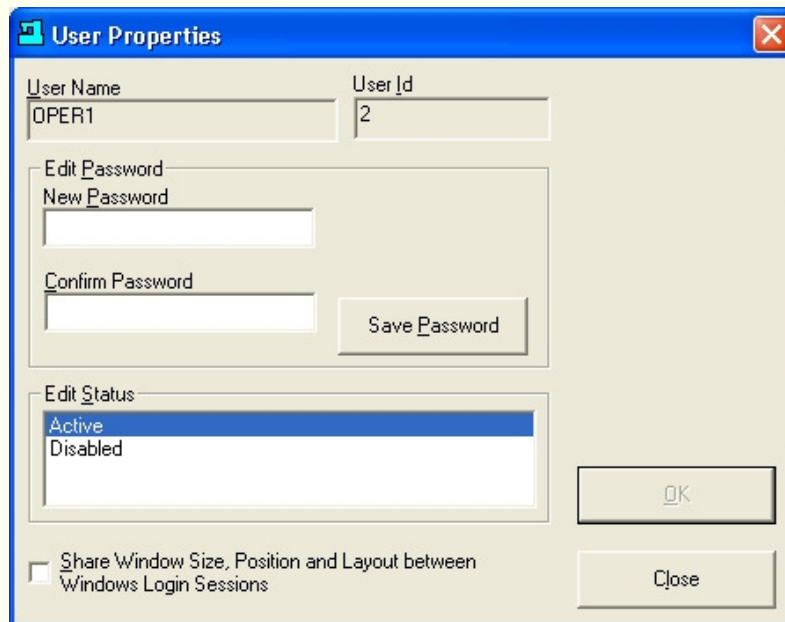 User Properties
User Name
User Id
OPER1
2
Edit Password
New Password
Confirm Password
Save Password
Edit Status
Active
Disabled
OK
Share Window Size, Position and Layout between
Windows Login Sessions
Close